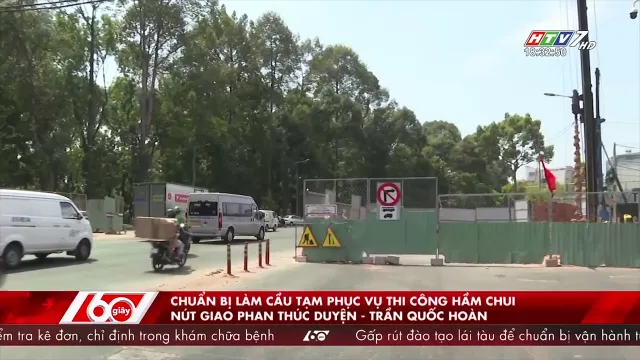 HTV7 HD
18:32:50
CHUẨN BỊ LÀM CẦU TẠM PHỤC VỤ THI CÔNG HẦM CHUI
60 giây
NÚT GIAO PHAN THÚC DUYỆN - TRẦN QUỐC HOÀN
tiểm tra kê đơn, chỉ định trong khám chữa bệnh
Gấp rút đào tạo lái tàu để chuẩn bị vận hành